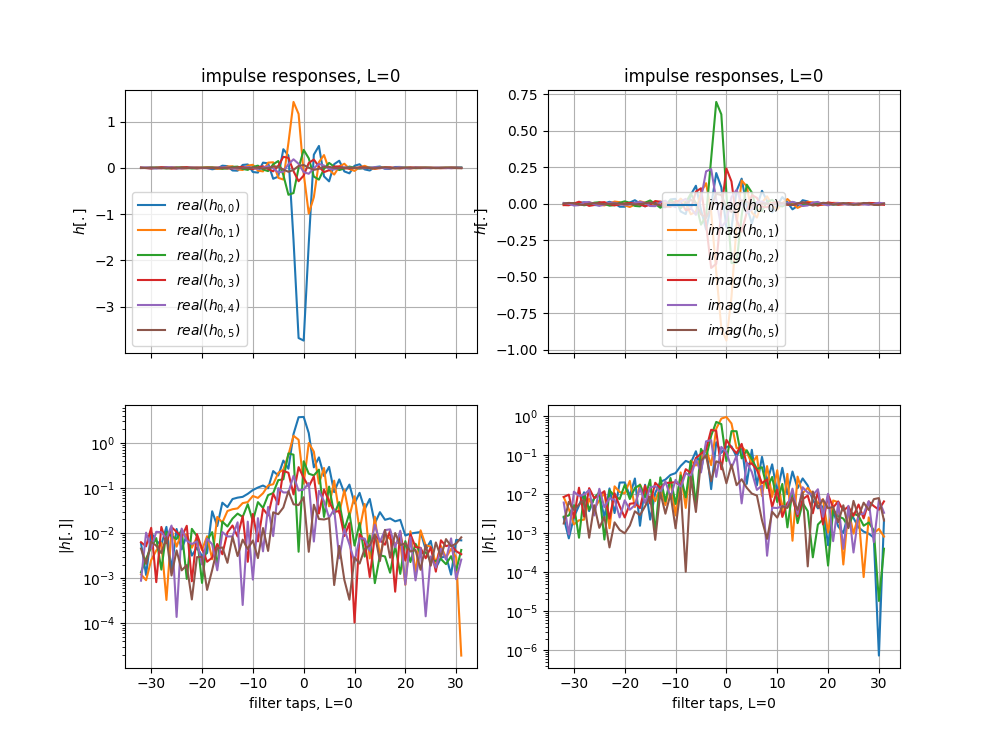 impulse responses, L=0
1
0
−1
−2
−3
h[.]
real(h0,0)
real(h0,1)
real(h0,2)
real(h0,3)
real(h0,4)
real(h0,5)
impulse responses, L=0
0.75
0.50
0.25
0.00
−0.25
−0.50
−0.75
−1.00
h[.]
imag(h0,0)
imag(h0,1)
imag(h0,2)
imag(h0,3)
imag(h0,4)
imag(h0,5)
10^0
10^−1
10^−2
10^−3
10^−4
|h[.]|
−30 −20 −10 0 10 20 30
filter taps, L=0
10^0
10^−1
10^−2
10^−3
10^−4
10^−5
10^−6
|h[.]|
−30 −20 −10 0 10 20 30
filter taps, L=0